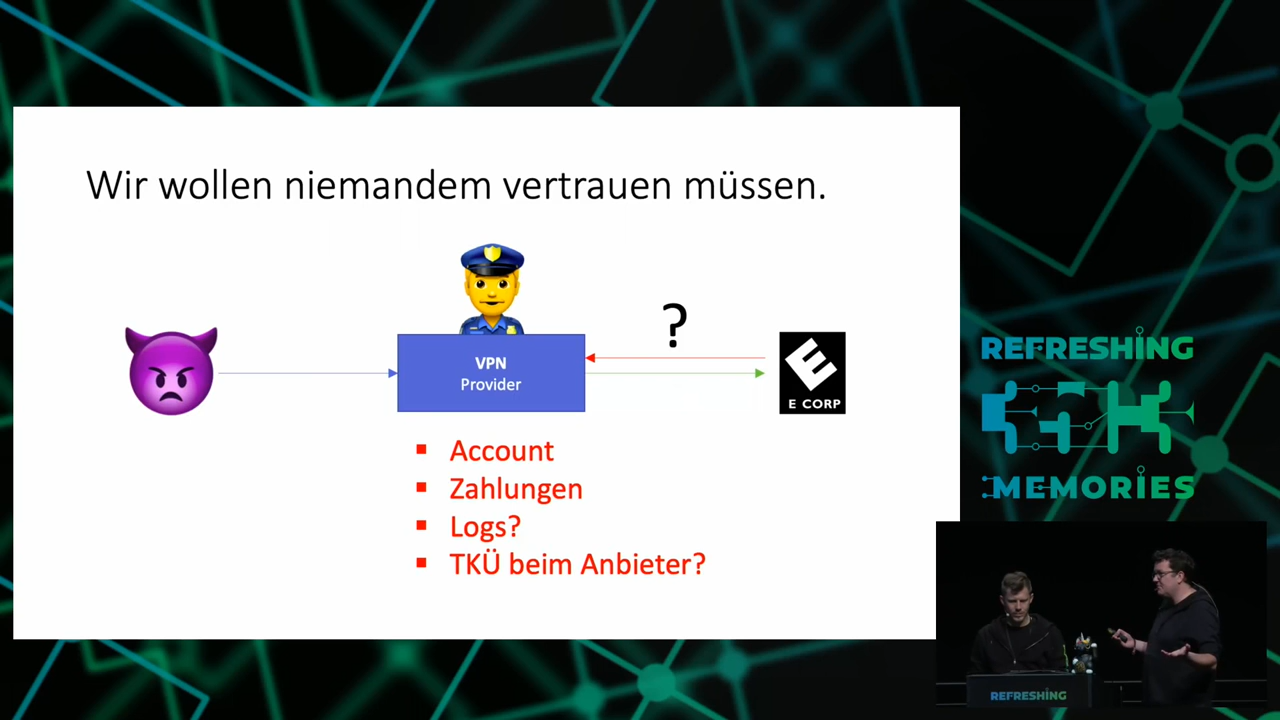 Wir wollen niemandem vertrauen müssen.
?
VPN
Provider
E CORP
Account
Zahlungen
Logs?
TKÜ beim Anbieter?
REFRESHING
MEMORIES
REFRESHING